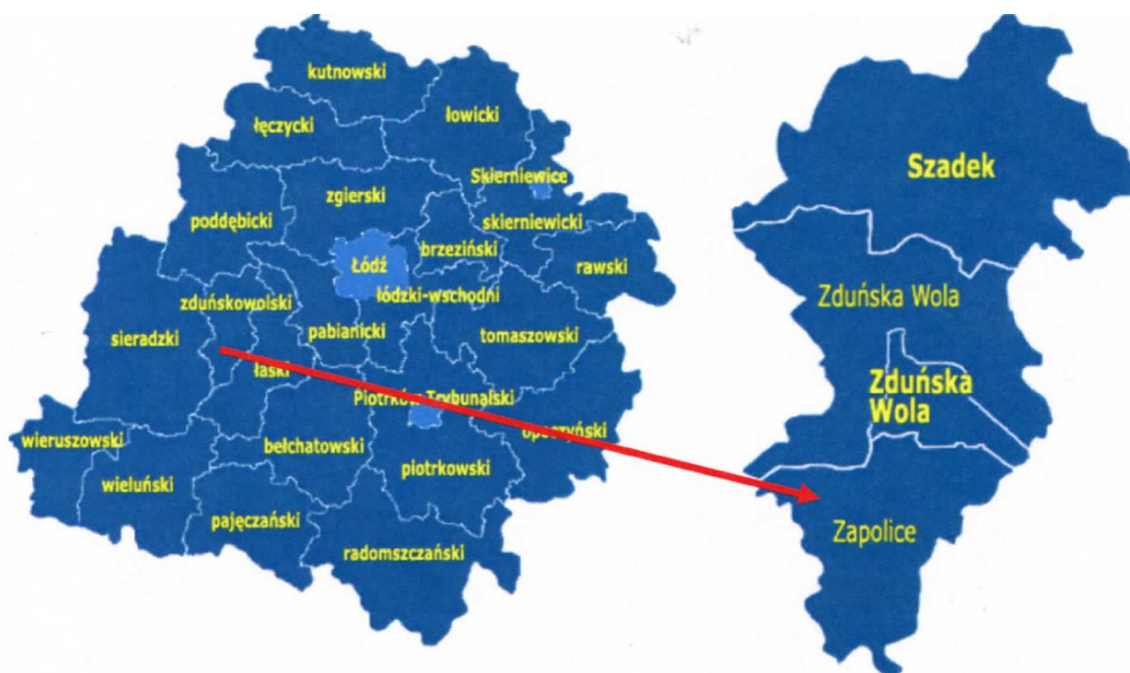 kutnowski
łowicki
łęczycki
Skierniewice
zgierski
poddębicki
skierniewicki
brzeziński
Łódź
rawski
łódzki-wschodni
zduńskowolski
sieradzki
pabianicki
tomaszowski
łaski
Piotrków Trybunalski
opoczyński
wieruszowski
bełchatowski
piotrkowski
wieluński
pajęczański
radomszczański
Szadek
Zduńska Wola
Zduńska
Wola
Zapolice